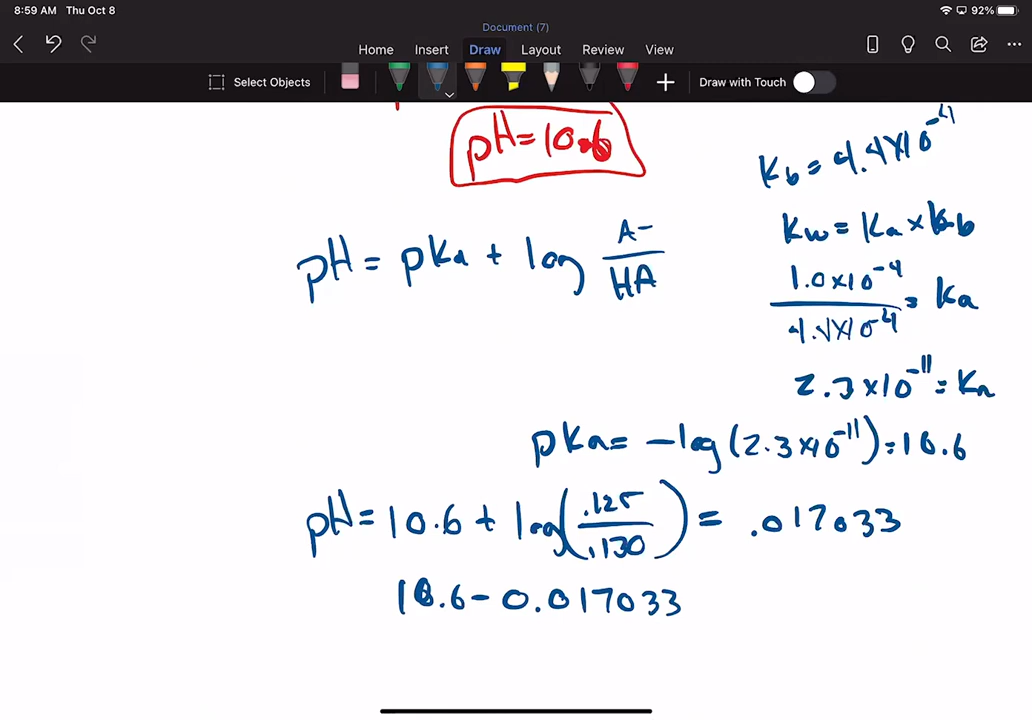 8:59 AM Thu Oct 8
92%
Document (7)
Home Insert Draw Layout Review View
Select Objects
Draw with Touch
pH=10.6
Kb = 4.4x10^-4
pH = pKa + log A-/HA
Kw = Ka x Kb
1.0x10^-4 / 4.4x10^-4 = Ka
2.3x10^-11 = Ka
pKa = -log(2.3x10^-11) = 10.6
pH = 10.6 + log(.125/.130) = .017033
10.6 - 0.017033